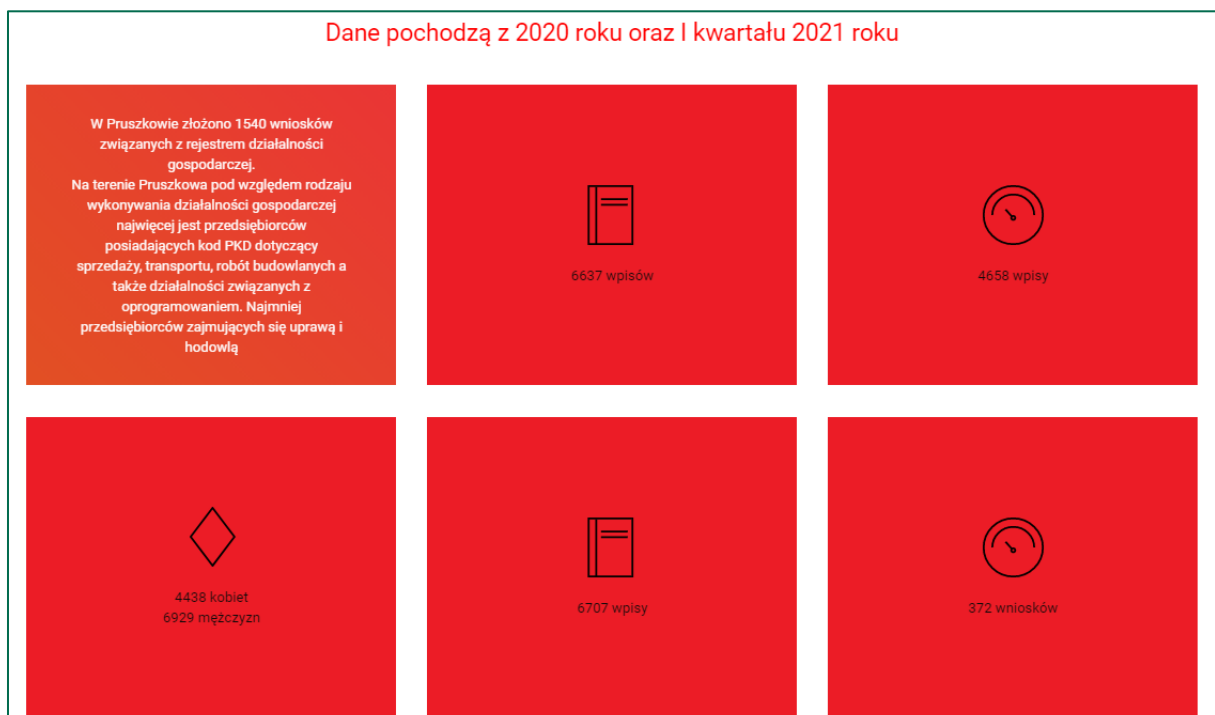 Dane pochodzą z 2020 roku oraz I kwartału 2021 roku
W Pruszkowie złożono 1540 wniosków
związanych z rejestrem działalności
gospodarczej.
Na terenie Pruszkowa pod względem rodzaju
wykonywania działalności gospodarczej
najwięcej jest przedsiębiorców
posiadających kod PKD dotyczący
sprzedaży, transportu, robót budowlanych a
także działalności związanych z
oprogramowaniem. Najmniej
przedsiębiorców zajmujących się uprawą i
hodowlą
6637 wpisów
4658 wpisy
4438 kobiet
6929 mężczyzn
6707 wpisy
372 wniosków